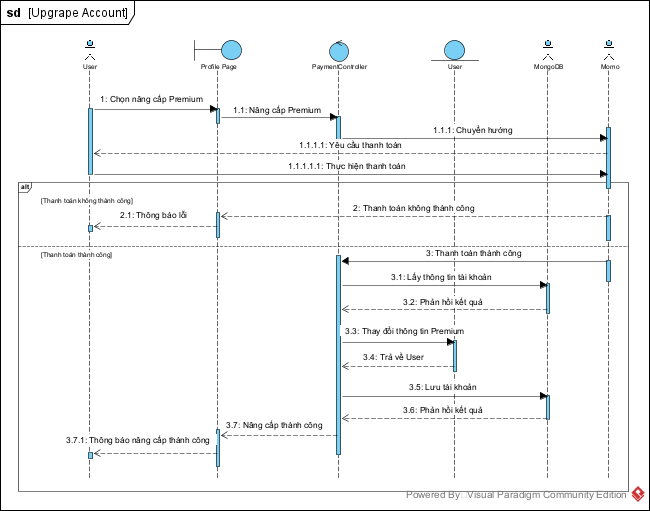 sd [Upgrape Account]
User
Profile Page
PaymentContrdler
User
MongoDB
Momo
1: Chọn nâng cấp Premium
1.1: Nâng cấp Premium
1.1.1: Chuyển hướng
1.1.1.1: Yêu cầu thanh toán
1.1.1.1.1: Thực hiện thanh toán
alt
[Thanh toán không thành công]
2: Thanh toán không thành công
2.1: Thông báo lỗi
[Thanh toán thành công]
3: Thanh toán thành công
3.1: Lấy thông tin tài khoản
3.2: Phản hồi kết quả
3.3: Thay đổi thông tin Premium
3.4: Trả về User
3.5: Lưu tài khoản
3.6: Phản hồi kết quả
3.7: Nâng cấp thành công
3.7.1: Thông báo nâng cấp thành công
Powered By Visual Paradigm Community Edition